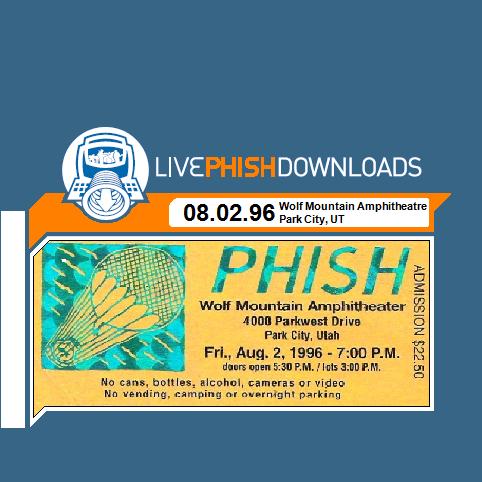 LIVEPHISHDOWNLOADS
08.02.96
Wolf Mountain Amphitheatre
Park City, UT
PHISH
Wolf Mountain Amphitheater
4000 Parkwest Drive
Park City, Utah
Fri., Aug. 2, 1996 - 7:00 P.M.
doors open 5:30 P.M. / lots 3:00 P.M.
No cans, bottles, alcohol, cameras or video
No vending, camping or overnight parking
ADMISSION $22.50